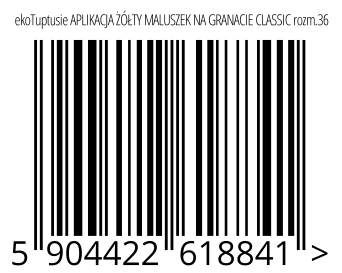 ekoTuptusie APLIKACJA ŻÓŁTY MALUSZEK NA GRANACIE CLASSIC rozm.36
5 904422 618841 >